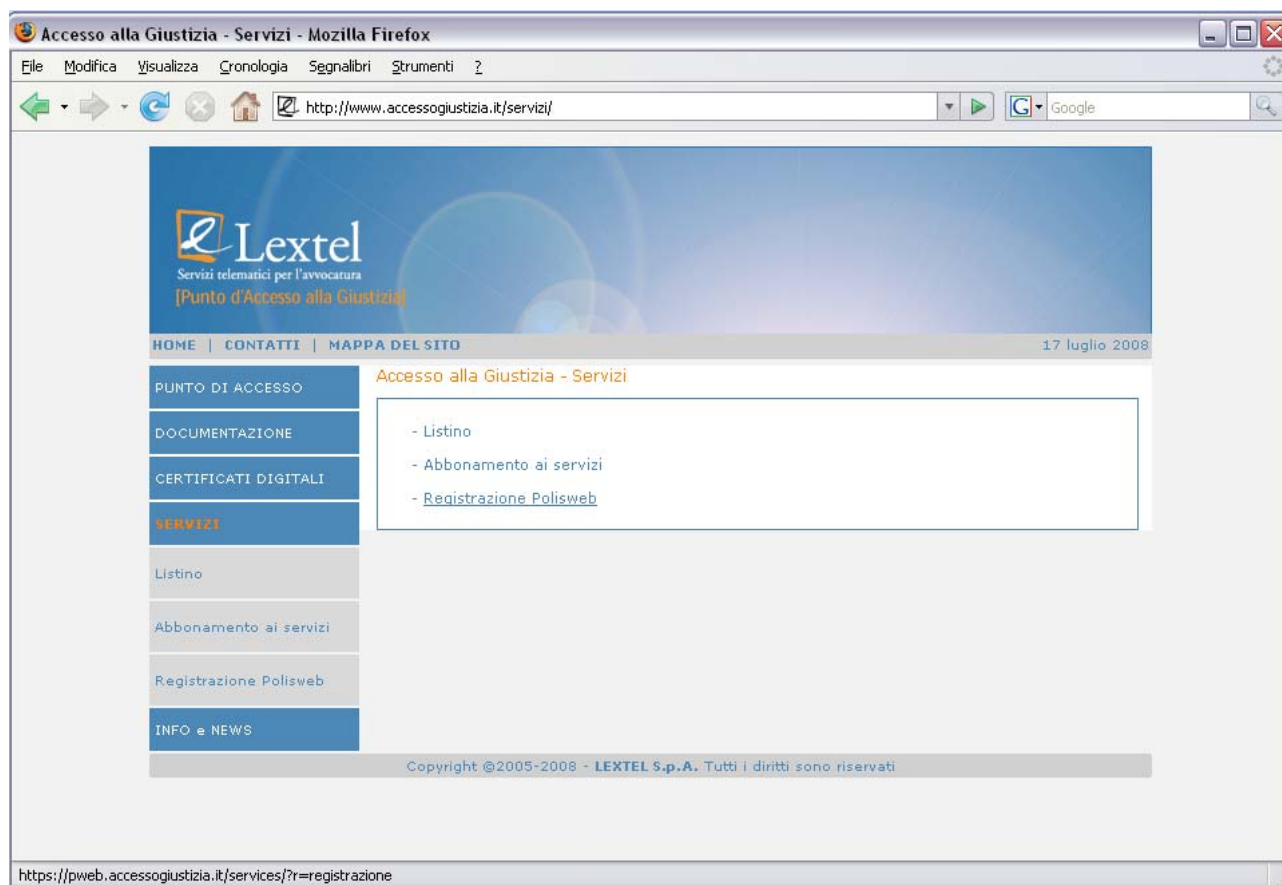 Accesso alla Giustizia - Servizi - Mozilla Firefox
File Modifica Visualizza Cronologia Segnalibri Strumenti ?
http://www.accessogiustizia.it/servizi/
G Google
Lextel
Servizi telematici per l'avvocatura
[Punto d'Accesso alla Giustizia]
HOME | CONTATTI | MAPPA DEL SITO 17 luglio 2008
PUNTO DI ACCESSO
DOCUMENTAZIONE
CERTIFICATI DIGITALI
SERVIZI
Listino
Abbonamento ai servizi
Registrazione Polisweb
INFO e NEWS
Accesso alla Giustizia - Servizi
- Listino
- Abbonamento ai servizi
- Registrazione Polisweb
Copyright ©2005-2008 - LEXTEL S.p.A. Tutti i diritti sono riservati
https://pweb.accessogiustizia.it/services/?r=registrazione